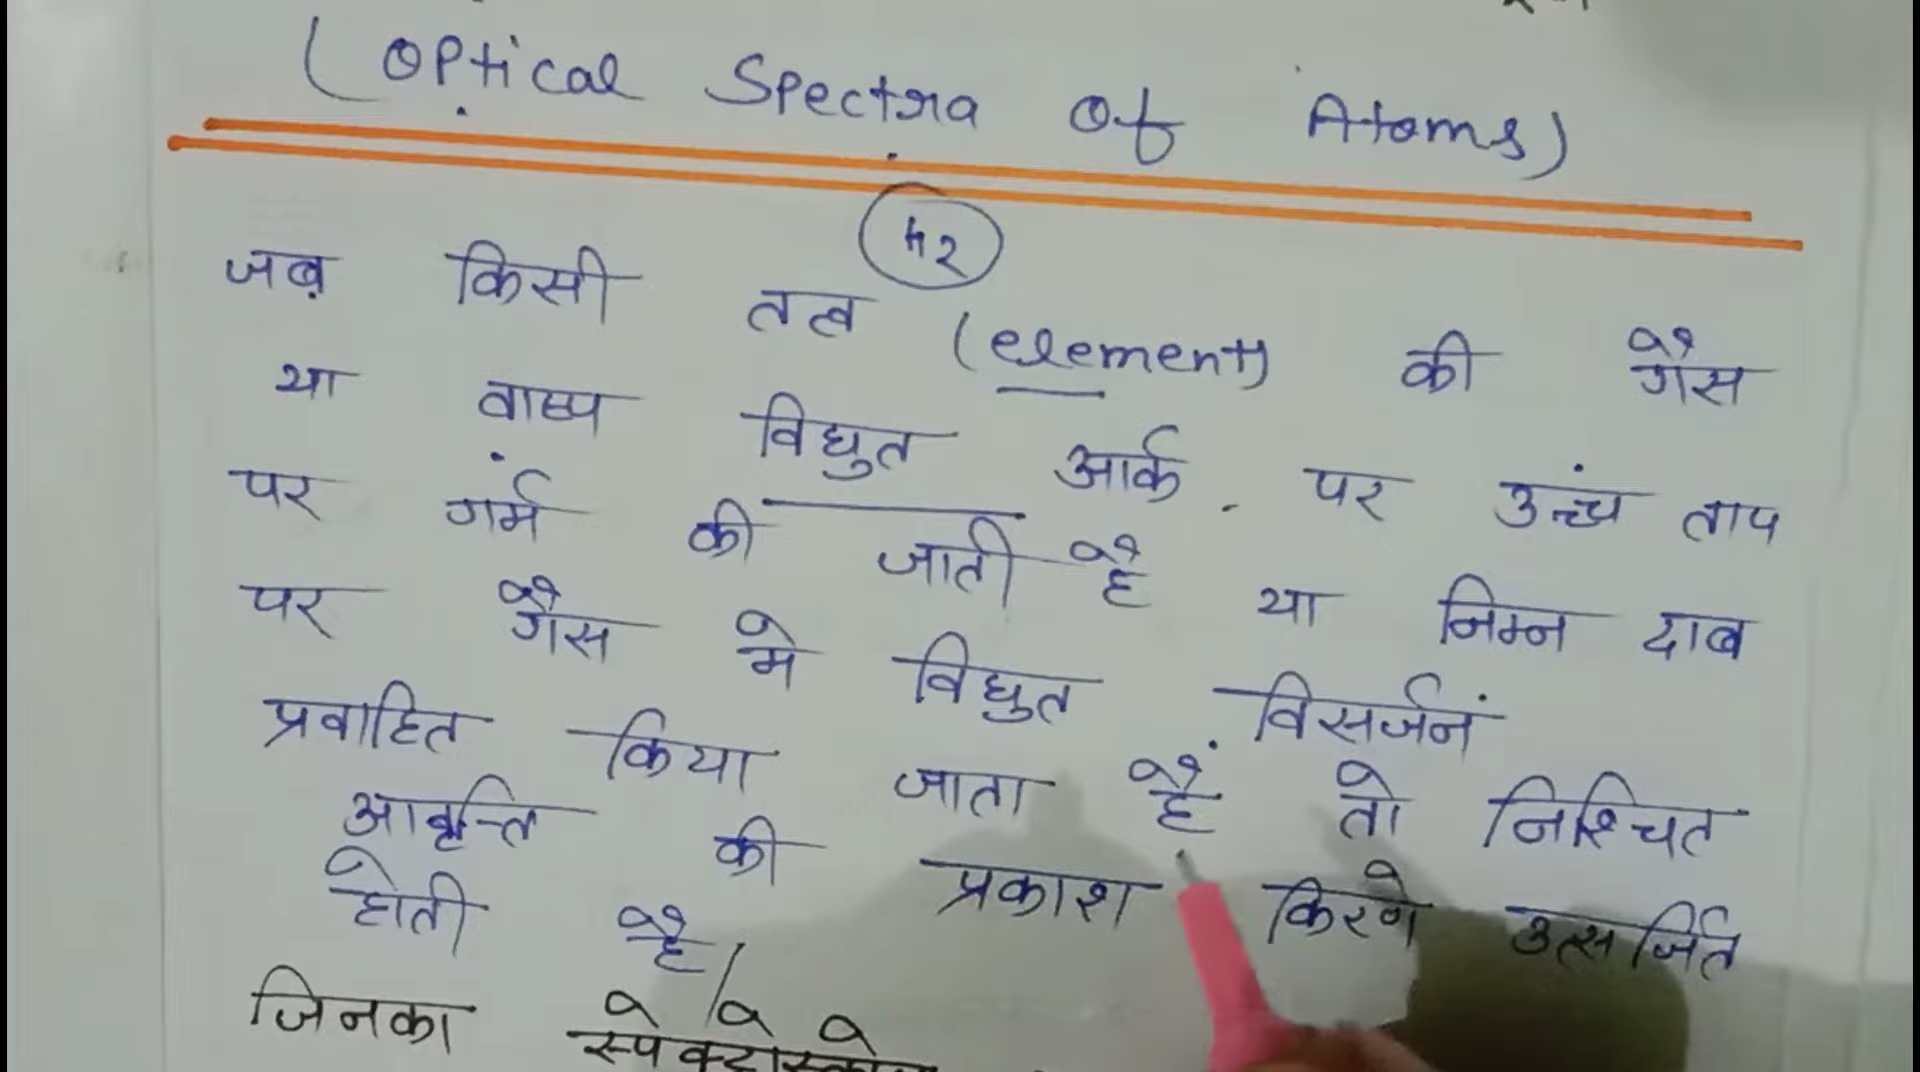 (Optical Spectra of Atoms)
जब किसी तत्व (element) की गैस
या वाष्प विद्युत आर्क पर उच्च ताप
पर गर्म की जाती है या निम्न दाब
पर गैस मे विद्युत विसर्जन
प्रवाहित किया जाता है तो निश्चित
आवृत्ति की प्रकाश किरणे उत्सर्जित
होती है।
जिनका